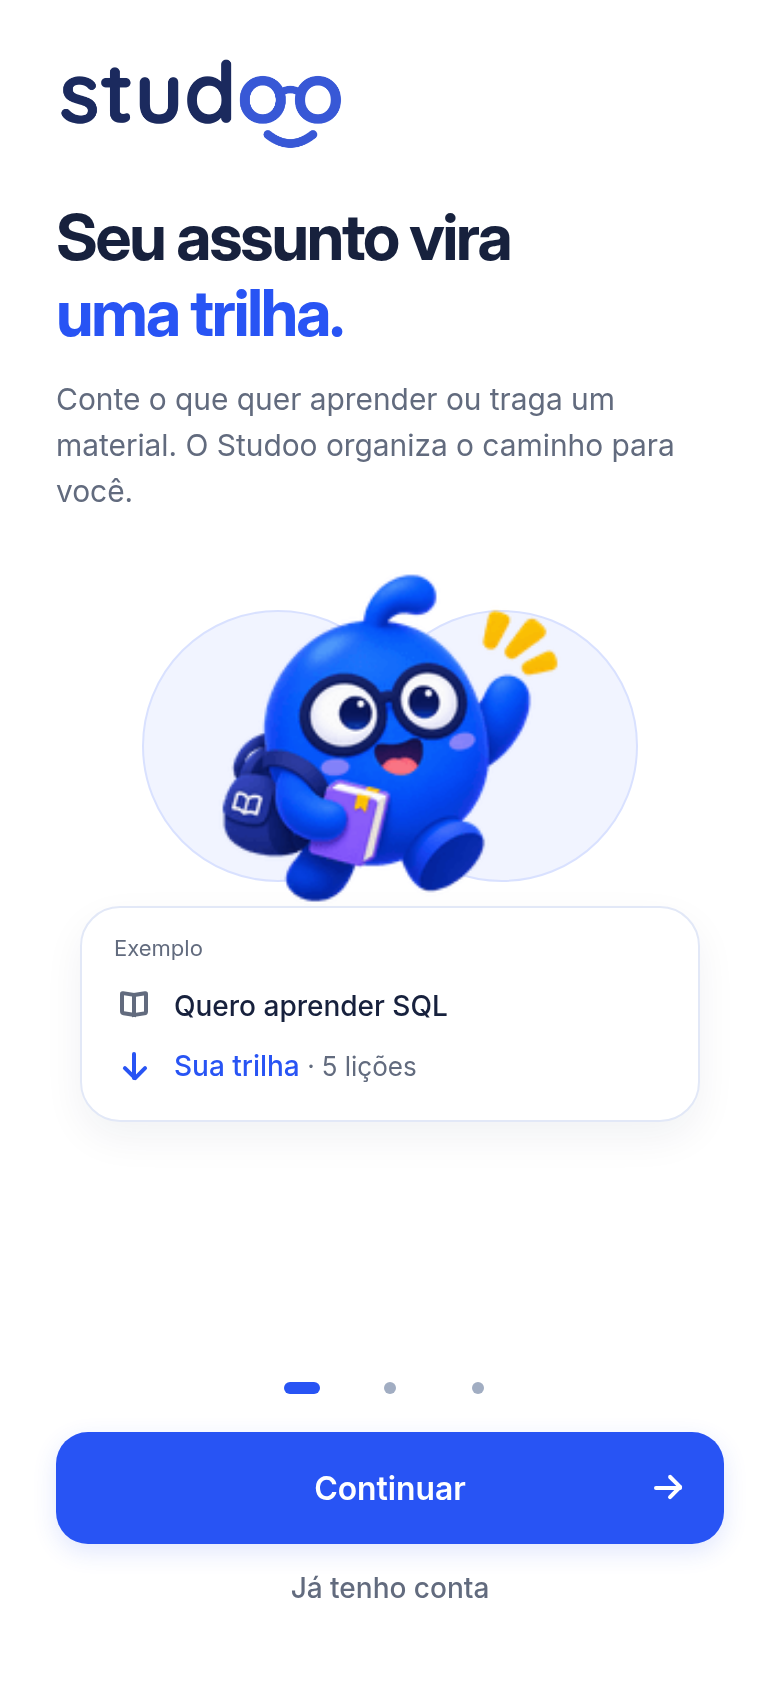 studoo
Seu assunto vira
uma trilha.
Conte o que quer aprender ou traga um
material. O Studoo organiza o caminho para
você.
Exemplo
Quero aprender SQL
Sua trilha · 5 lições
Continuar
Já tenho conta